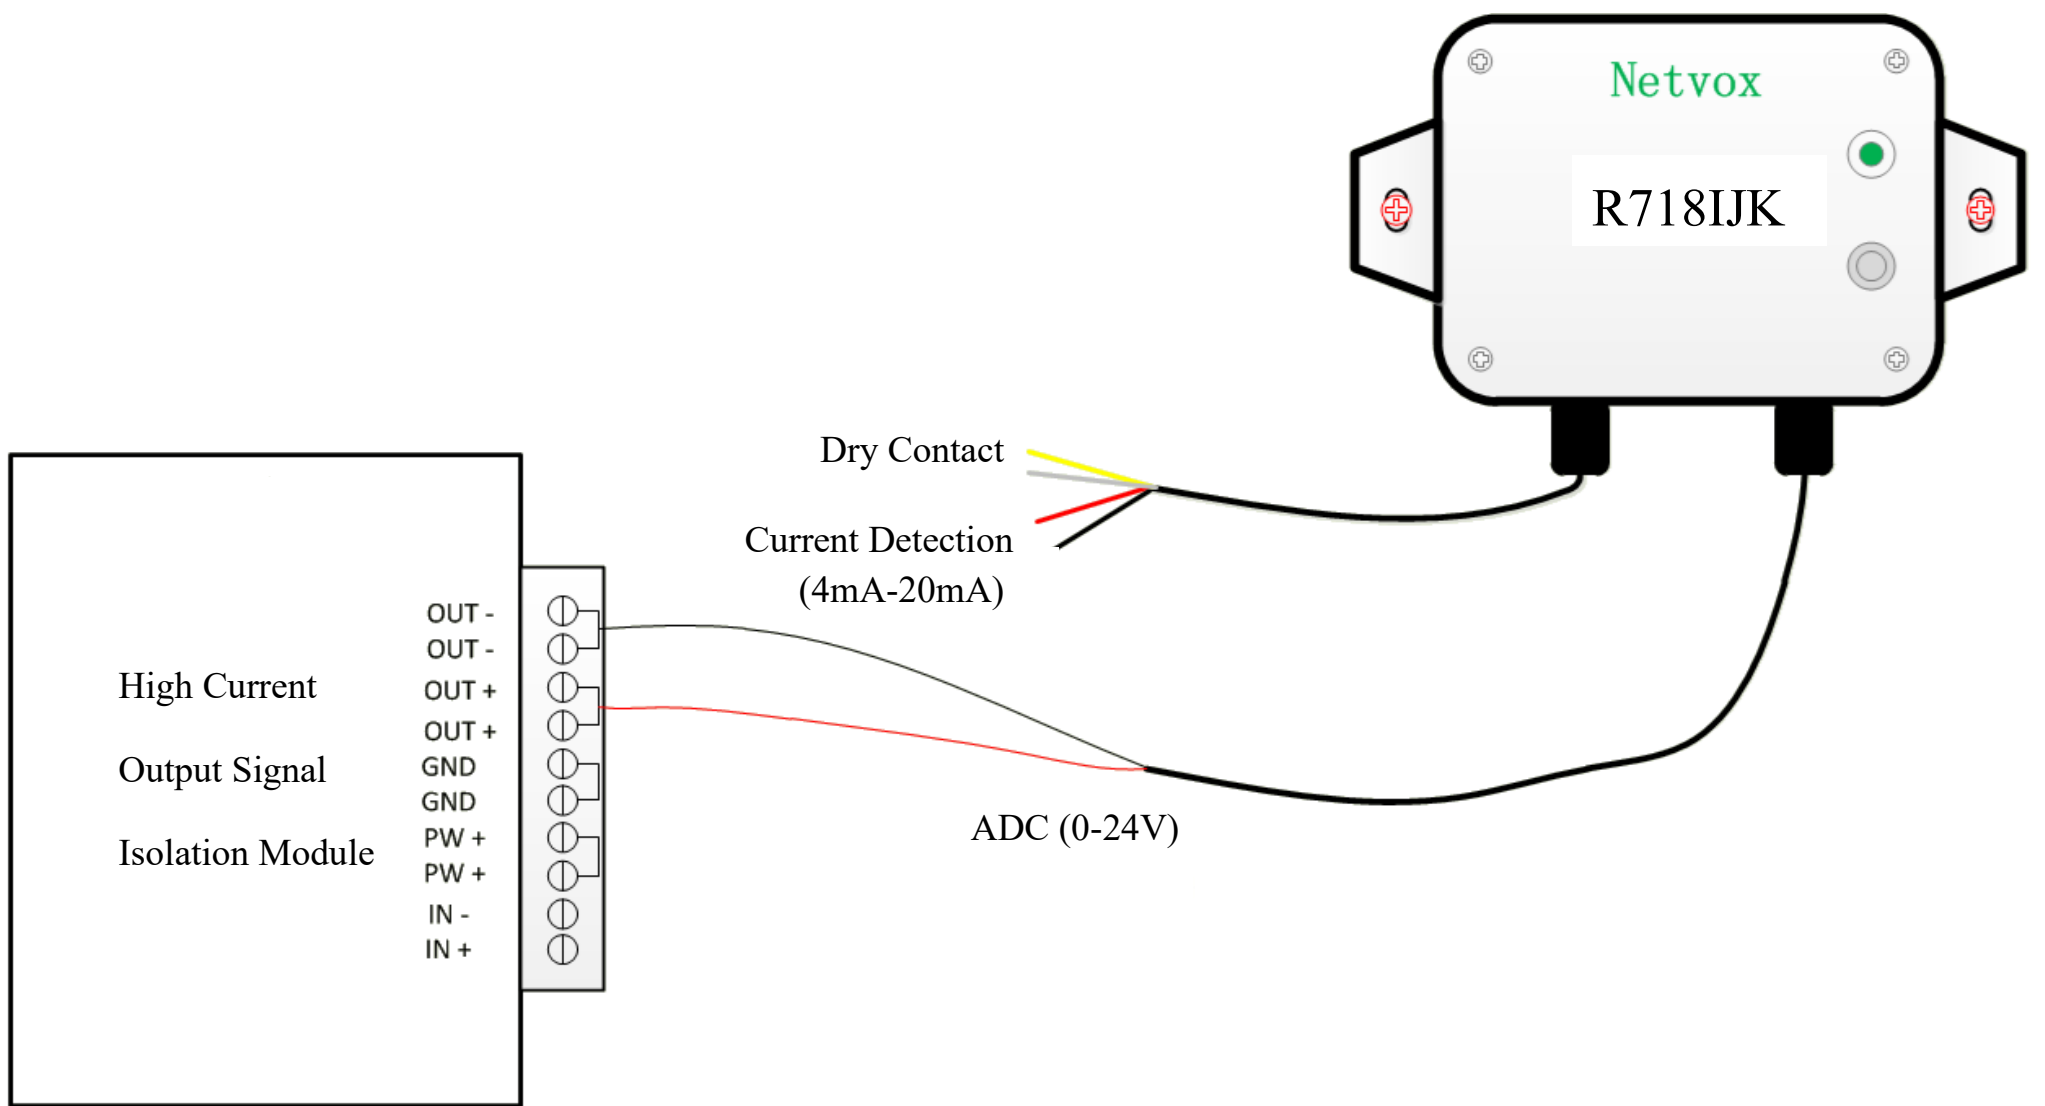 Netvox
R718IJK
Dry Contact
Current Detection
(4mA-20mA)
OUT -
OUT -
High Current
OUT +
OUT +
Output Signal
GND
GND
ADC (0-24V)
Isolation Module
PW +
PW +
IN -
IN +